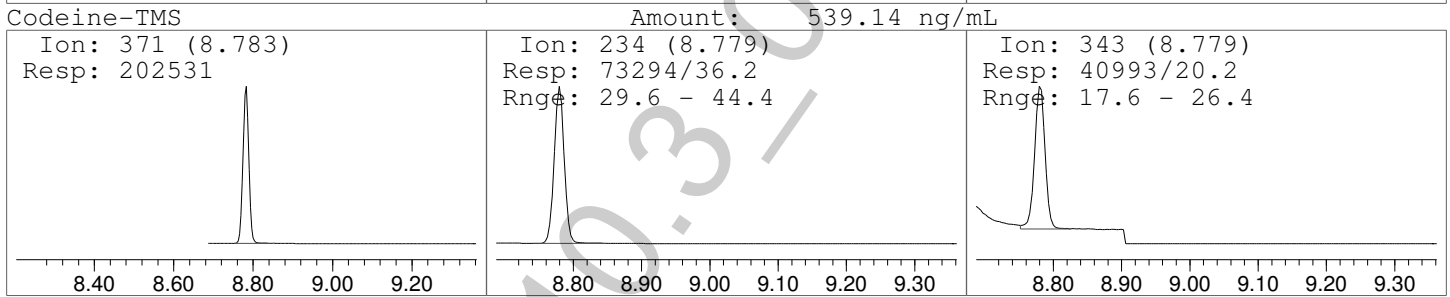 Codeine-TMS Amount: 539.14 ng/mL
Ion: 371 (8.783)
Resp: 202531
8.40 8.60 8.80 9.00 9.20
Ion: 234 (8.779)
Resp: 73294/36.2
Rnge: 29.6 - 44.4
8.80 8.90 9.00 9.10 9.20 9.30
Ion: 343 (8.779)
Resp: 40993/20.2
Rnge: 17.6 - 26.4
8.80 8.90 9.00 9.10 9.20 9.30